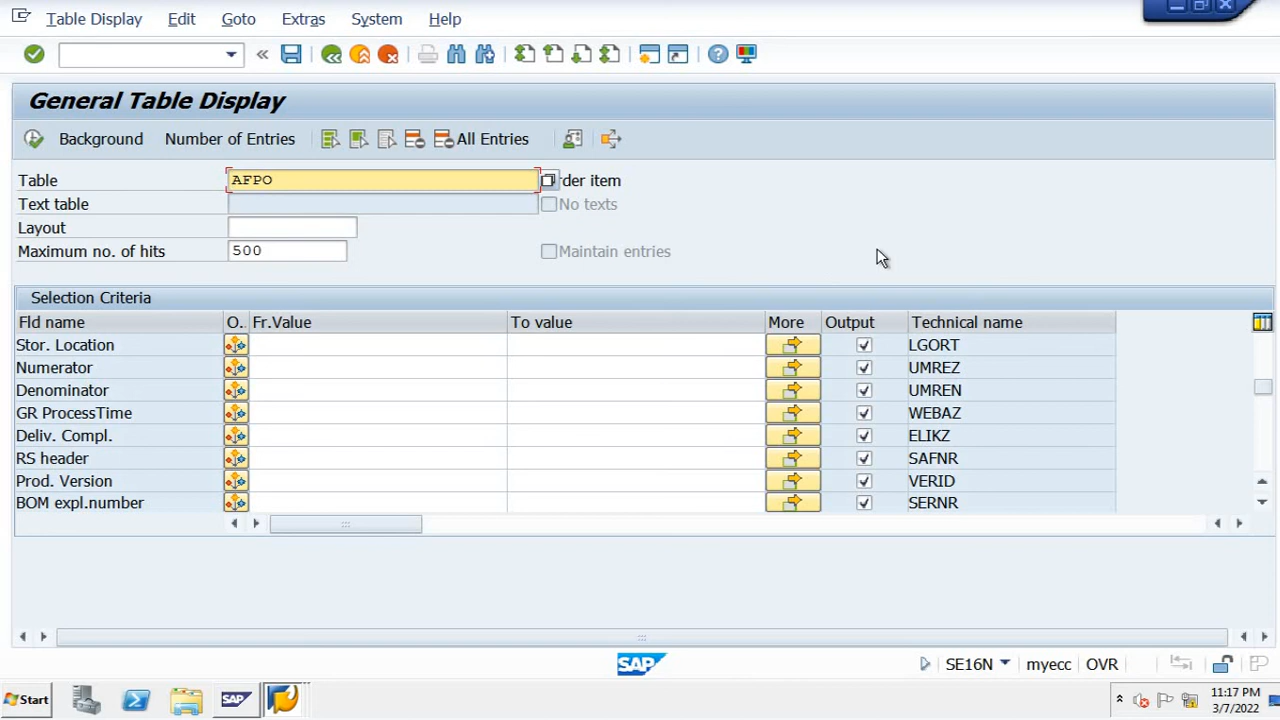 Table Display Edit Goto Extras System Help
General Table Display
Background Number of Entries All Entries
Table AFPO rder item
Text table No texts
Layout
Maximum no. of hits 500 Maintain entries
Selection Criteria
Fld name O.. Fr.Value To value More Output Technical name
Stor. Location LGORT
Numerator UMREZ
Denominator UMREN
GR ProcessTime WEBAZ
Deliv. Compl. ELIKZ
RS header SAFNR
Prod. Version VERID
BOM expl.number SERNR
SAP SE16N myecc OVR
Start SAP 11:17 PM
3/7/2022